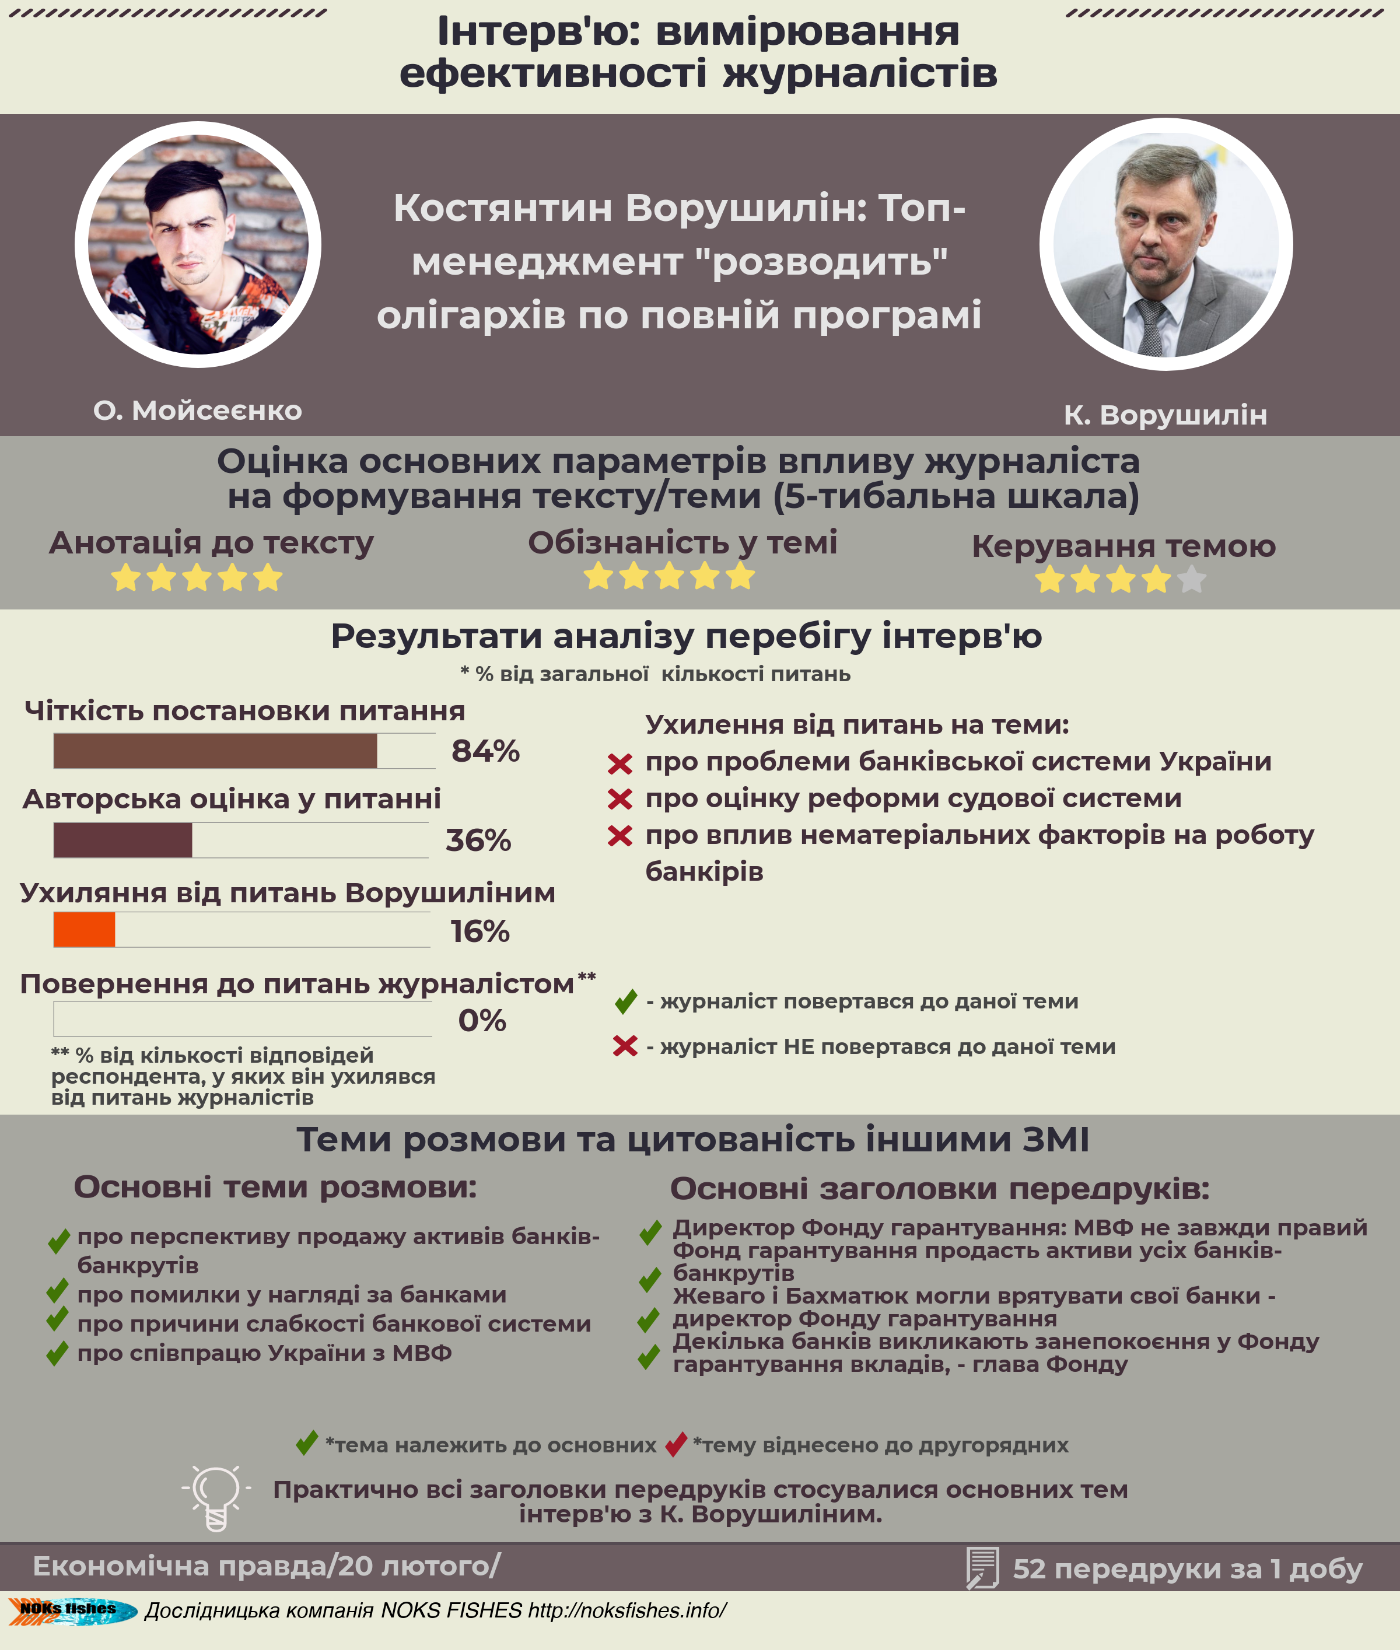 Інтерв'ю: вимірювання
ефективності журналістів
Костянтин Ворушилін: Топ-
менеджмент "розводить"
олігархів по повній програмі
О. Мойсеєнко
К. Ворушилін
Оцінка основних параметрів впливу журналіста
на формування тексту/теми (5-тибальна шкала)
Анотація до тексту
Обізнаність у темі
Керування темою
Результати аналізу перебігу інтерв'ю
* % від загальної кількості питань
Чіткість постановки питання
84%
Авторська оцінка у питанні
36%
Ухиляння від питань Ворушиліним
16%
Повернення до питань журналістом**
0%
** % від кількості відповідей
респондента, у яких він ухилявся
від питань журналістів
Ухилення від питань на теми:
про проблеми банківської системи України
про оцінку реформи судової системи
про вплив нематеріальних факторів на роботу
банкірів
- журналіст повертався до даної теми
- журналіст НЕ повертався до даної теми
Теми розмови та цитованість іншими ЗМІ
Основні теми розмови:
про перспективу продажу активів банків-
банкрутів
про помилки у нагляді за банками
про причини слабкості банкової системи
про співпрацю України з МВФ
Основні заголовки передруків:
Директор Фонду гарантування: МВФ не завжди правий
Фонд гарантування продасть активи усіх банків-
банкрутів
Жеваго і Бахматюк могли врятувати свої банки -
директор Фонду гарантування
Декілька банків викликають занепокоєння у Фонду
гарантування вкладів, - глава Фонду
*тема належить до основних
*тему віднесено до другорядних
Практично всі заголовки передруків стосувалися основних тем
інтерв'ю з К. Ворушиліним.
Економічна правда/20 лютого/
52 передруки за 1 добу
NOKs fishes
Дослідницька компанія NOKS FISHES http://noksfishes.info/